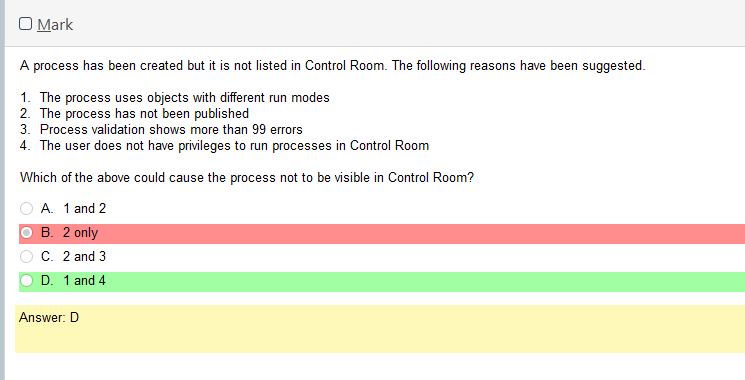 Mark
A process has been created but it is not listed in Control Room. The following reasons have been suggested.
1. The process uses objects with different run modes
2. The process has not been published
3. Process validation shows more than 99 errors
4. The user does not have privileges to run processes in Control Room
Which of the above could cause the process not to be visible in Control Room?
A. 1 and 2
B. 2 only
C. 2 and 3
D. 1 and 4
Answer: D